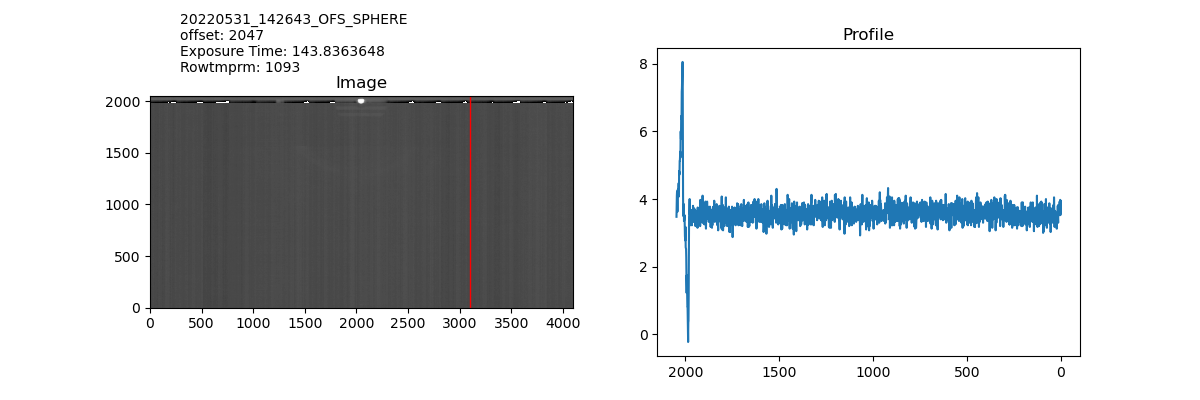 20220531_142643_OFS_SPHERE
offset: 2047
Exposure Time: 143.8363648
Rowtmprm: 1093
Image
2000
1500
1000
500
0
0 500 1000 1500 2000 2500 3000 3500 4000
Profile
8
6
4
2
0
2000 1500 1000 500 0